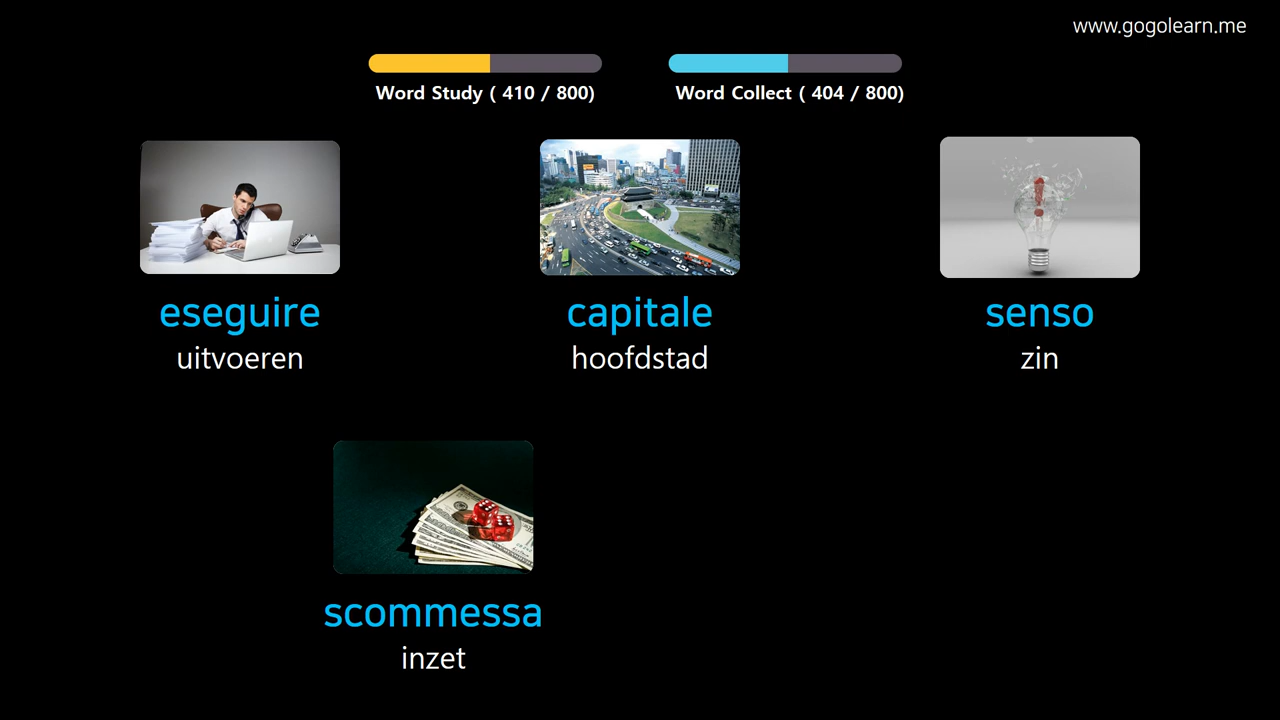 www.gogolearn.me
Word Study ( 410 / 800)
Word Collect ( 404 / 800)
eseguire
uitvoeren
capitale
hoofdstad
senso
zin
scommessa
inzet